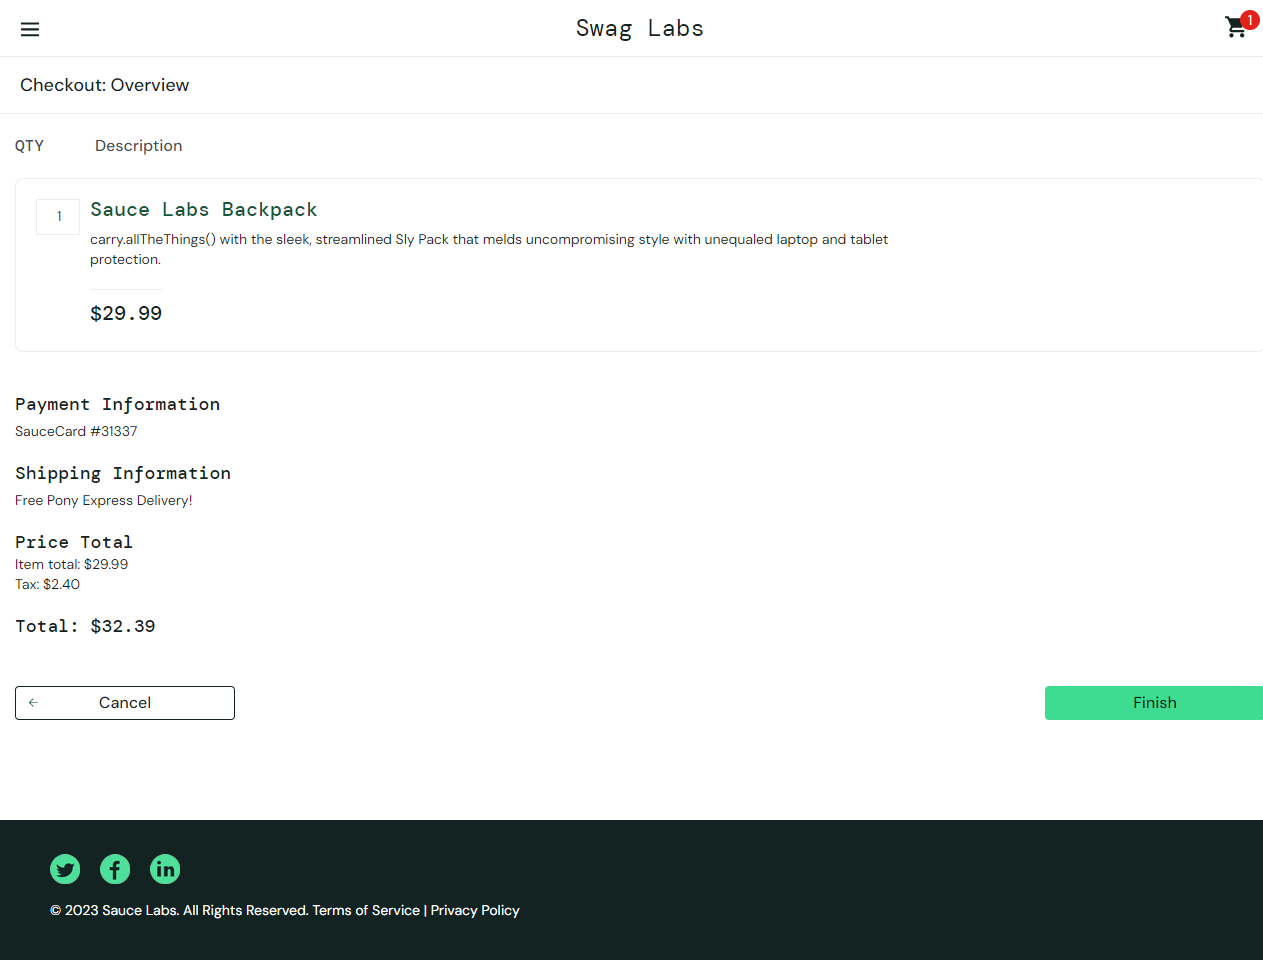 Swag Labs
1
Checkout: Overview
QTY Description
1
Sauce Labs Backpack
carry.allTheThings() with the sleek, streamlined Sly Pack that melds uncompromising style with unequaled laptop and tablet
protection.
$29.99
Payment Information
SauceCard #31337
Shipping Information
Free Pony Express Delivery!
Price Total
Item total: $29.99
Tax: $2.40
Total: $32.39
Cancel
Finish
© 2023 Sauce Labs. All Rights Reserved. Terms of Service | Privacy Policy